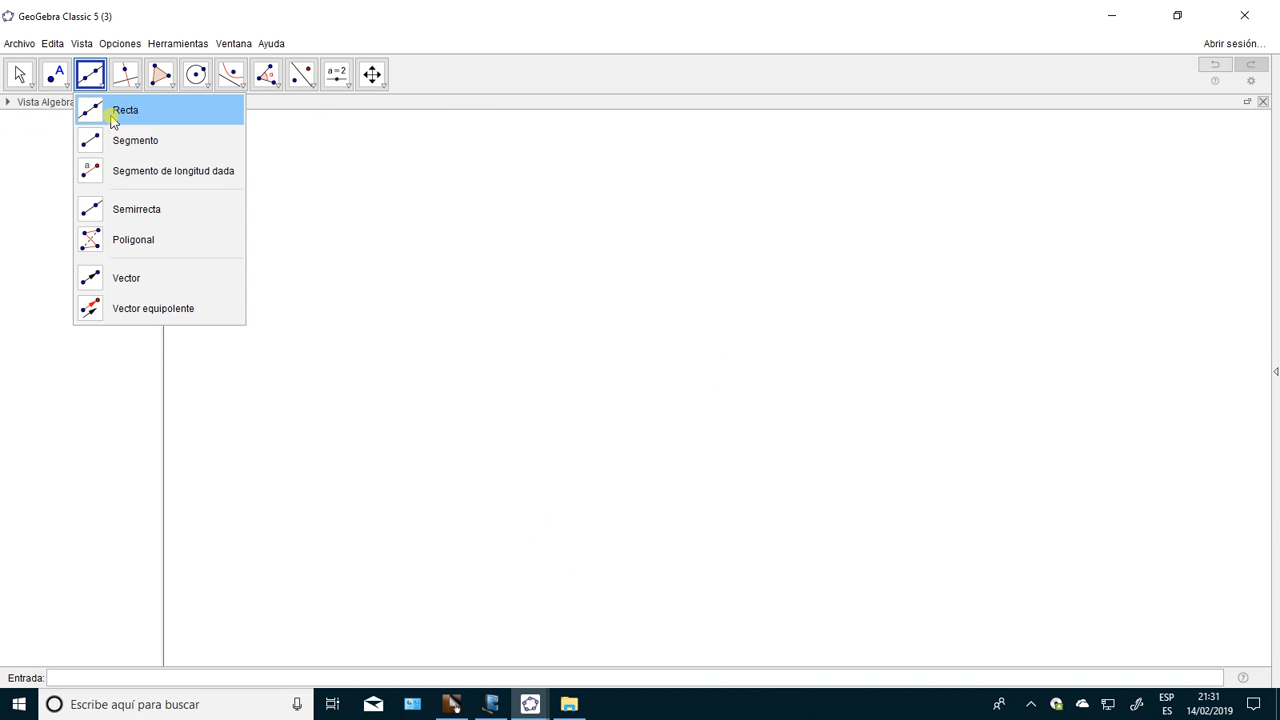 GeoGebra Classic 5 (3)
Archivo Edita Vista Opciones Herramientas Ventana Ayuda
Abrir sesión...
A
a=2
Vista Algebra
Recta
Segmento
a
Segmento de longitud dada
Semirrecta
Poligonal
Vector
Vector equipolente
Entrada:
Escribe aquí para buscar
ESP
ES
21:31
14/02/2019